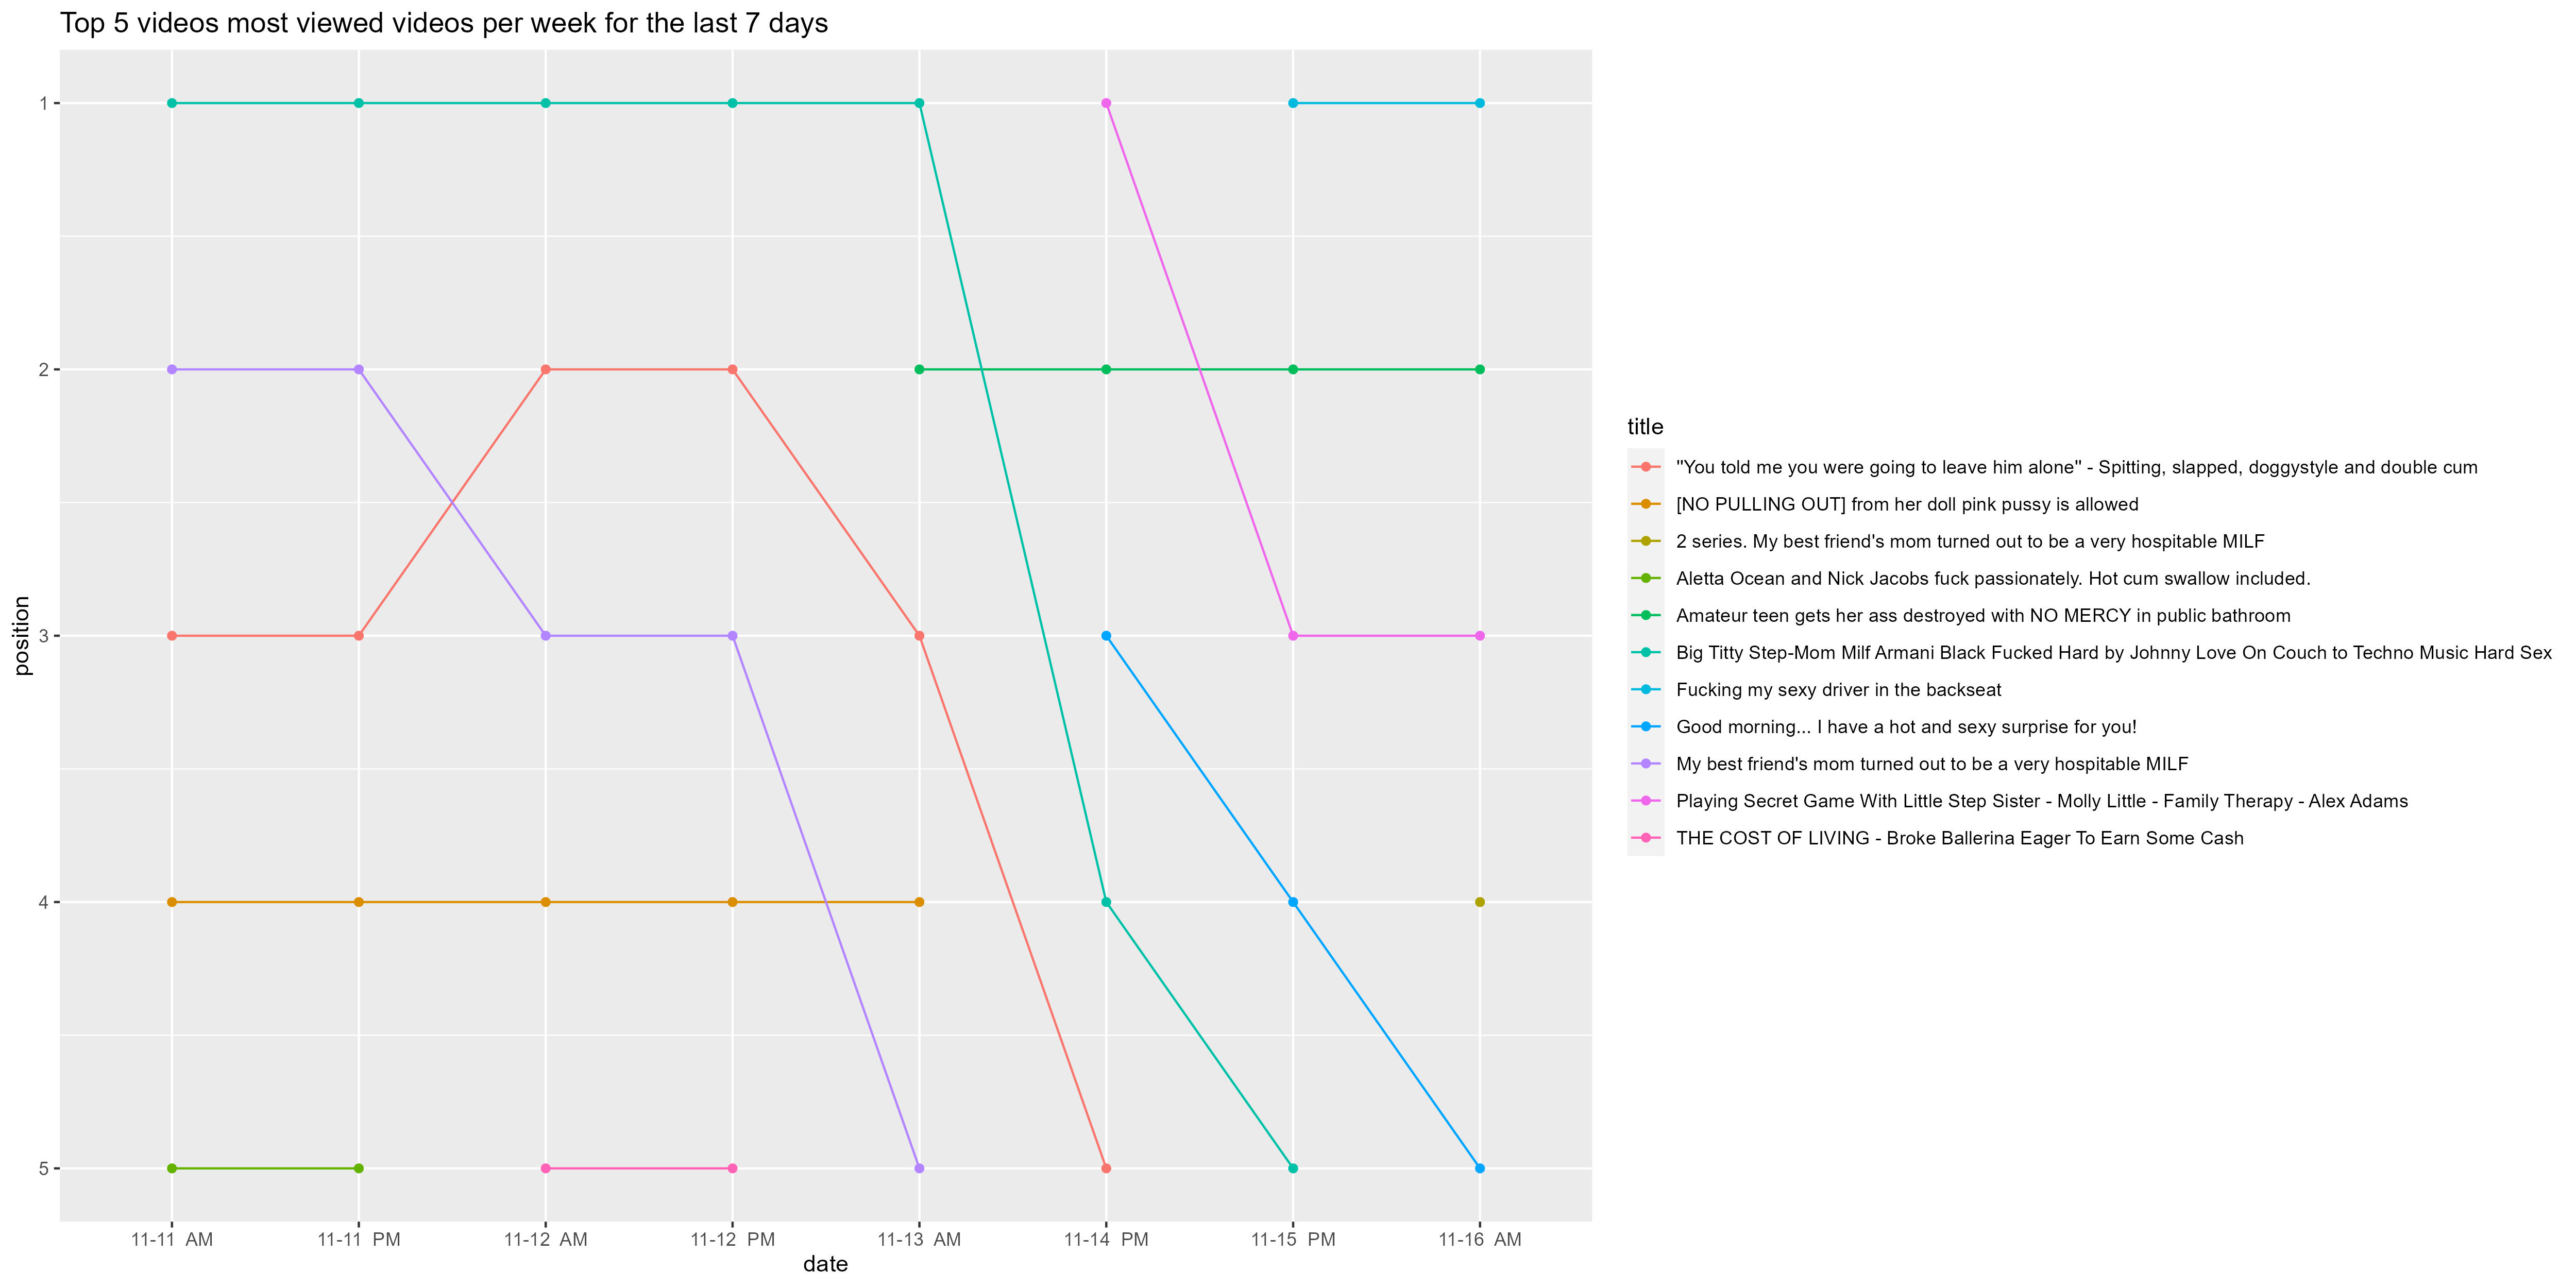 Top 5 videos most viewed videos per week for the last 7 days
position
1
2
3
4
5
11-11 AM
11-11 PM
11-12 AM
11-12 PM
11-13 AM
11-14 PM
11-15 PM
11-16 AM
date
title
"You told me you were going to leave him alone" - Spitting, slapped, doggystyle and double cum
[NO PULLING OUT] from her doll pink pussy is allowed
2 series. My best friend's mom turned out to be a very hospitable MILF
Aletta Ocean and Nick Jacobs fuck passionately. Hot cum swallow included.
Amateur teen gets her ass destroyed with NO MERCY in public bathroom
Big Titty Step-Mom Milf Armani Black Fucked Hard by Johnny Love On Couch to Techno Music Hard Sex
Fucking my sexy driver in the backseat
Good morning... I have a hot and sexy surprise for you!
My best friend's mom turned out to be a very hospitable MILF
Playing Secret Game With Little Step Sister - Molly Little - Family Therapy - Alex Adams
THE COST OF LIVING - Broke Ballerina Eager To Earn Some Cash